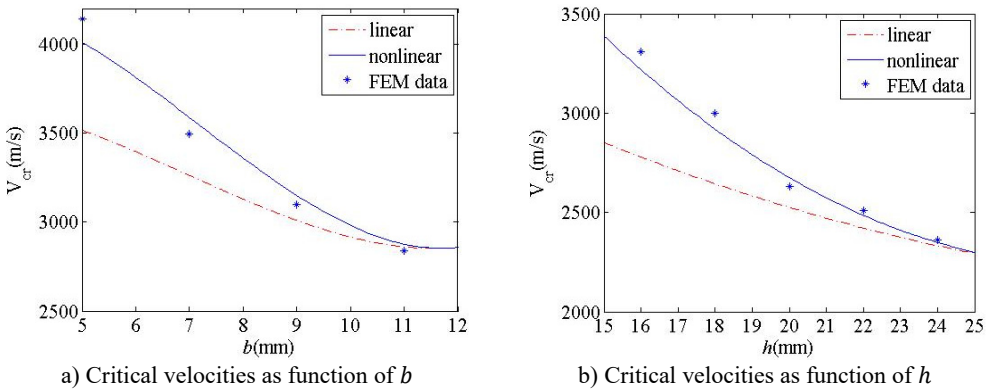 4000
3500
3000
2500
V_cr(m/s)
5 6 7 8 9 10 11 12
b(mm)
linear
nonlinear
FEM data
a) Critical velocities as function of b
3500
3000
2500
2000
V_cr(m/s)
15 16 17 18 19 20 21 22 23 24 25
h(mm)
linear
nonlinear
FEM data
b) Critical velocities as function of h